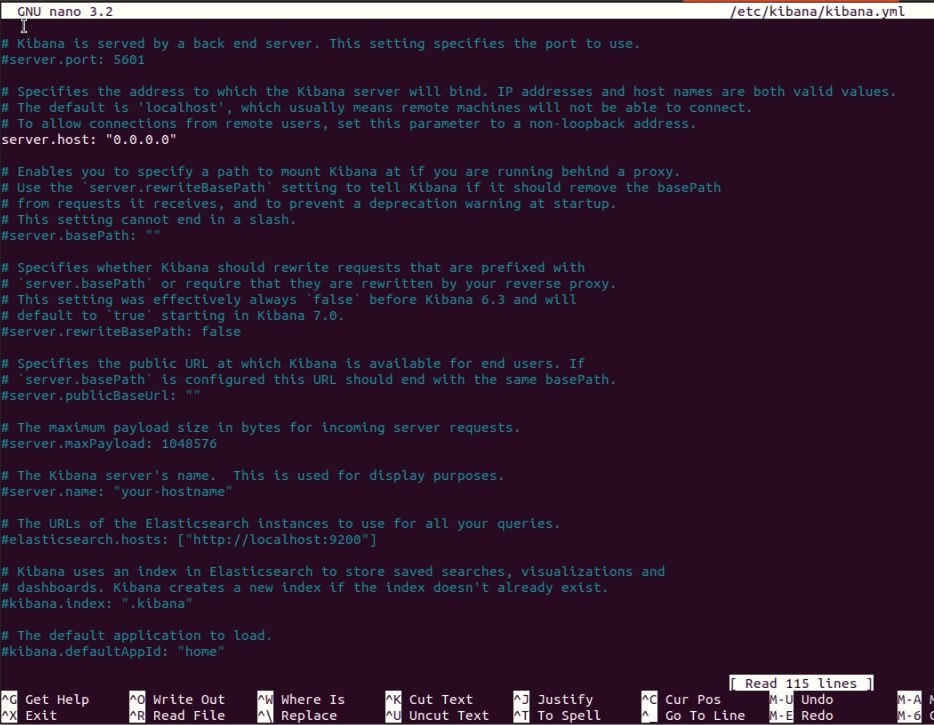 GNU nano 3.2 /etc/kibana/kibana.yml
# Kibana is served by a back end server. This setting specifies the port to use.
#server.port: 5601
# Specifies the address to which the Kibana server will bind. IP addresses and host names are both valid values.
# The default is 'localhost', which usually means remote machines will not be able to connect.
# To allow connections from remote users, set this parameter to a non-loopback address.
server.host: "0.0.0.0"
# Enables you to specify a path to mount Kibana at if you are running behind a proxy.
# Use the `server.rewriteBasePath` setting to tell Kibana if it should remove the basePath
# from requests it receives, and to prevent a deprecation warning at startup.
# This setting cannot end in a slash.
#server.basePath: ""
# Specifies whether Kibana should rewrite requests that are prefixed with
# `server.basePath` or require that they are rewritten by your reverse proxy.
# This setting was effectively always `false` before Kibana 6.3 and will
# default to `true` starting in Kibana 7.0.
#server.rewriteBasePath: false
# Specifies the public URL at which Kibana is available for end users. If
# `server.basePath` is configured this URL should end with the same basePath.
#server.publicBaseUrl: ""
# The maximum payload size in bytes for incoming server requests.
#server.maxPayload: 1048576
# The Kibana server's name.  This is used for display purposes.
#server.name: "your-hostname"
# The URLs of the Elasticsearch instances to use for all your queries.
#elasticsearch.hosts: ["http://localhost:9200"]
# Kibana uses an index in Elasticsearch to store saved searches, visualizations and
# dashboards. Kibana creates a new index if the index doesn't already exist.
#kibana.index: ".kibana"
# The default application to load.
#kibana.defaultAppId: "home"
[ Read 115 lines ]
^G Get Help ^O Write Out ^W Where Is ^K Cut Text ^J Justify ^C Cur Pos M-U Undo M-A
^X Exit ^R Read File ^\ Replace ^U Uncut Text ^T To Spell ^_ Go To Line M-E Redo M-6